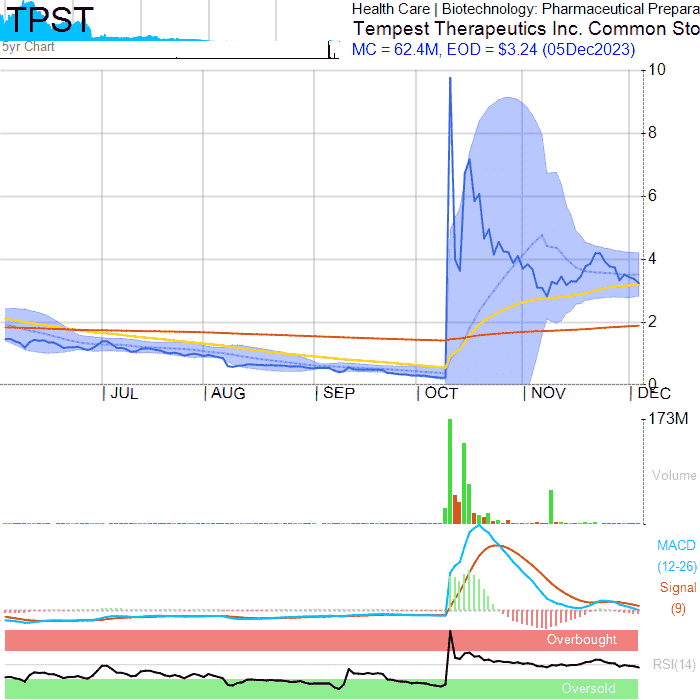 TPST
Health Care | Biotechnology: Pharmaceutical Prepara
Tempest Therapeutics Inc. Common Sto
5yr Chart
MC = 62.4M, EOD = $3.24 (05Dec2023)
10
8
6
4
2
0
JUL
AUG
SEP
OCT
NOV
DEC
173M
Volume
MACD
(12-26)
Signal
(9)
Overbought
RSI(14)
Oversold